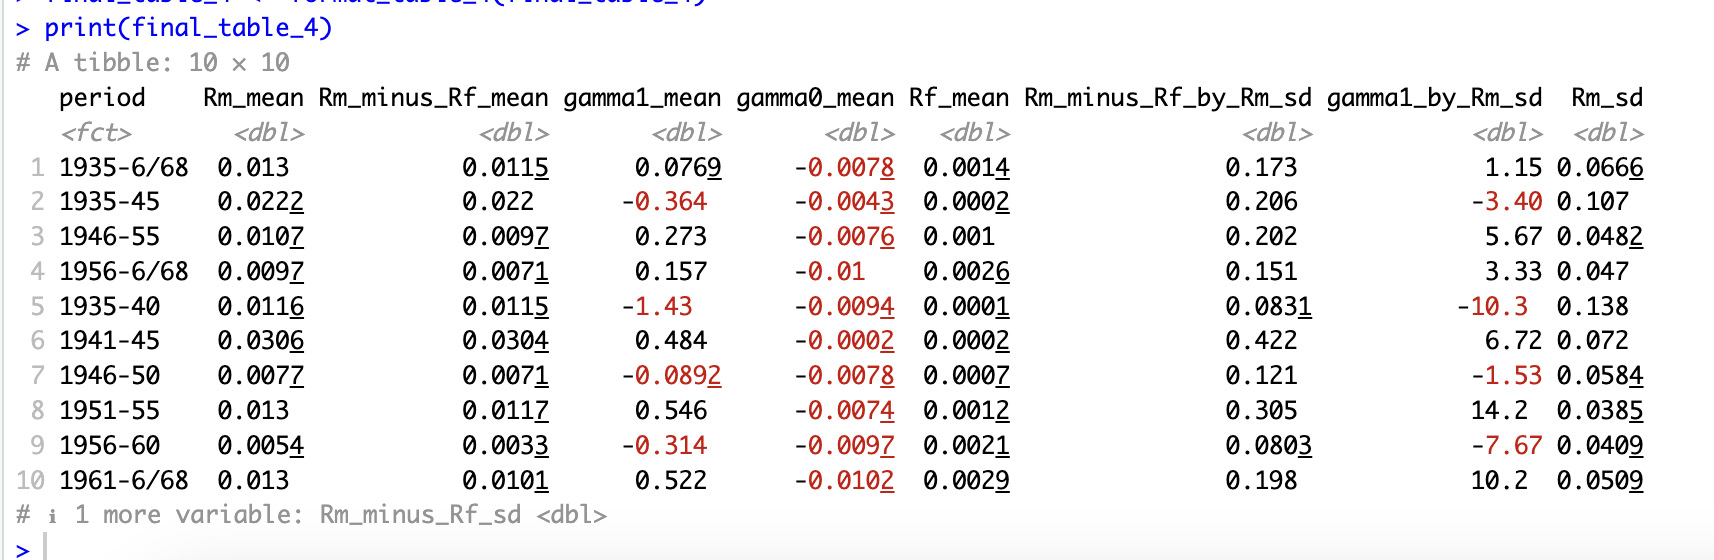 > final_table_4 <- format_table_4(final_table_4)
> print(final_table_4)
# A tibble: 10 × 10
period Rm_mean Rm_minus_Rf_mean gamma1_mean gamma0_mean Rf_mean Rm_minus_Rf_by_Rm_sd gamma1_by_Rm_sd Rm_sd
<fct> <dbl> <dbl> <dbl> <dbl> <dbl> <dbl> <dbl> <dbl>
1 1935-6/68 0.013 0.0115 0.0769 -0.0078 0.0014 0.173 1.15 0.0666
2 1935-45 0.0222 0.022 -0.364 -0.0043 0.0002 0.206 -3.40 0.107
3 1946-55 0.0107 0.0097 0.273 -0.0076 0.001 0.202 5.67 0.0482
4 1956-6/68 0.0097 0.0071 0.157 -0.01 0.0026 0.151 3.33 0.047
5 1935-40 0.0116 0.0115 -1.43 -0.0094 0.0001 0.0831 -10.3 0.138
6 1941-45 0.0306 0.0304 0.484 -0.0002 0.0002 0.422 6.72 0.072
7 1946-50 0.0077 0.0071 -0.0892 -0.0078 0.0007 0.121 -1.53 0.0584
8 1951-55 0.013 0.0117 0.546 -0.0074 0.0012 0.305 14.2 0.0385
9 1956-60 0.0054 0.0033 -0.314 -0.0097 0.0021 0.0803 -7.67 0.0409
10 1961-6/68 0.013 0.0101 0.522 -0.0102 0.0029 0.198 10.2 0.0509
# ℹ 1 more variable: Rm_minus_Rf_sd <dbl>
>